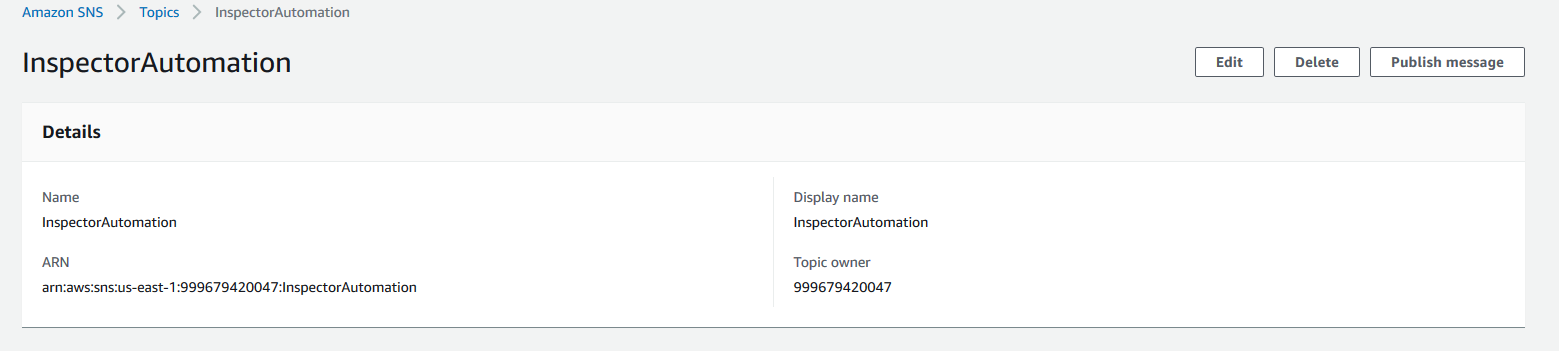 Amazon SNS > Topics > InspectorAutomation
InspectorAutomation
Edit
Delete
Publish message
Details
Name
InspectorAutomation
Display name
InspectorAutomation
ARN
arn:aws:sns:us-east-1:999679420047:InspectorAutomation
Topic owner
999679420047